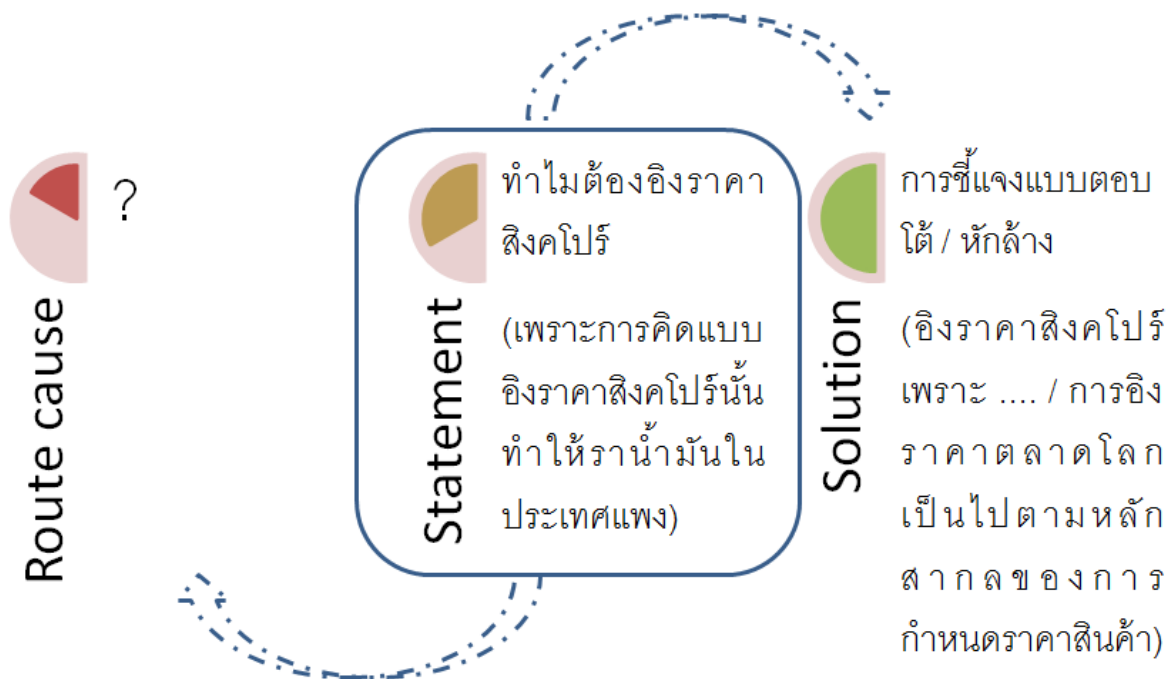 ?
Route cause
ทำไมต้องอิงราคา
สิงคโปร์
(เพราะการคิดแบบ
อิงราคาสิงคโปร์นั้น
ทำให้ราน้ำมันใน
ประเทศแพง)
Statement
การชี้แจงแบบตอบ
โต้ / หักล้าง
(อิงราคาสิงคโปร์
เพราะ .... / การอิง
ราคาตลาดโลก
เป็นไปตามหลัก
สากลของการ
กำหนดราคาสินค้า)
Solution